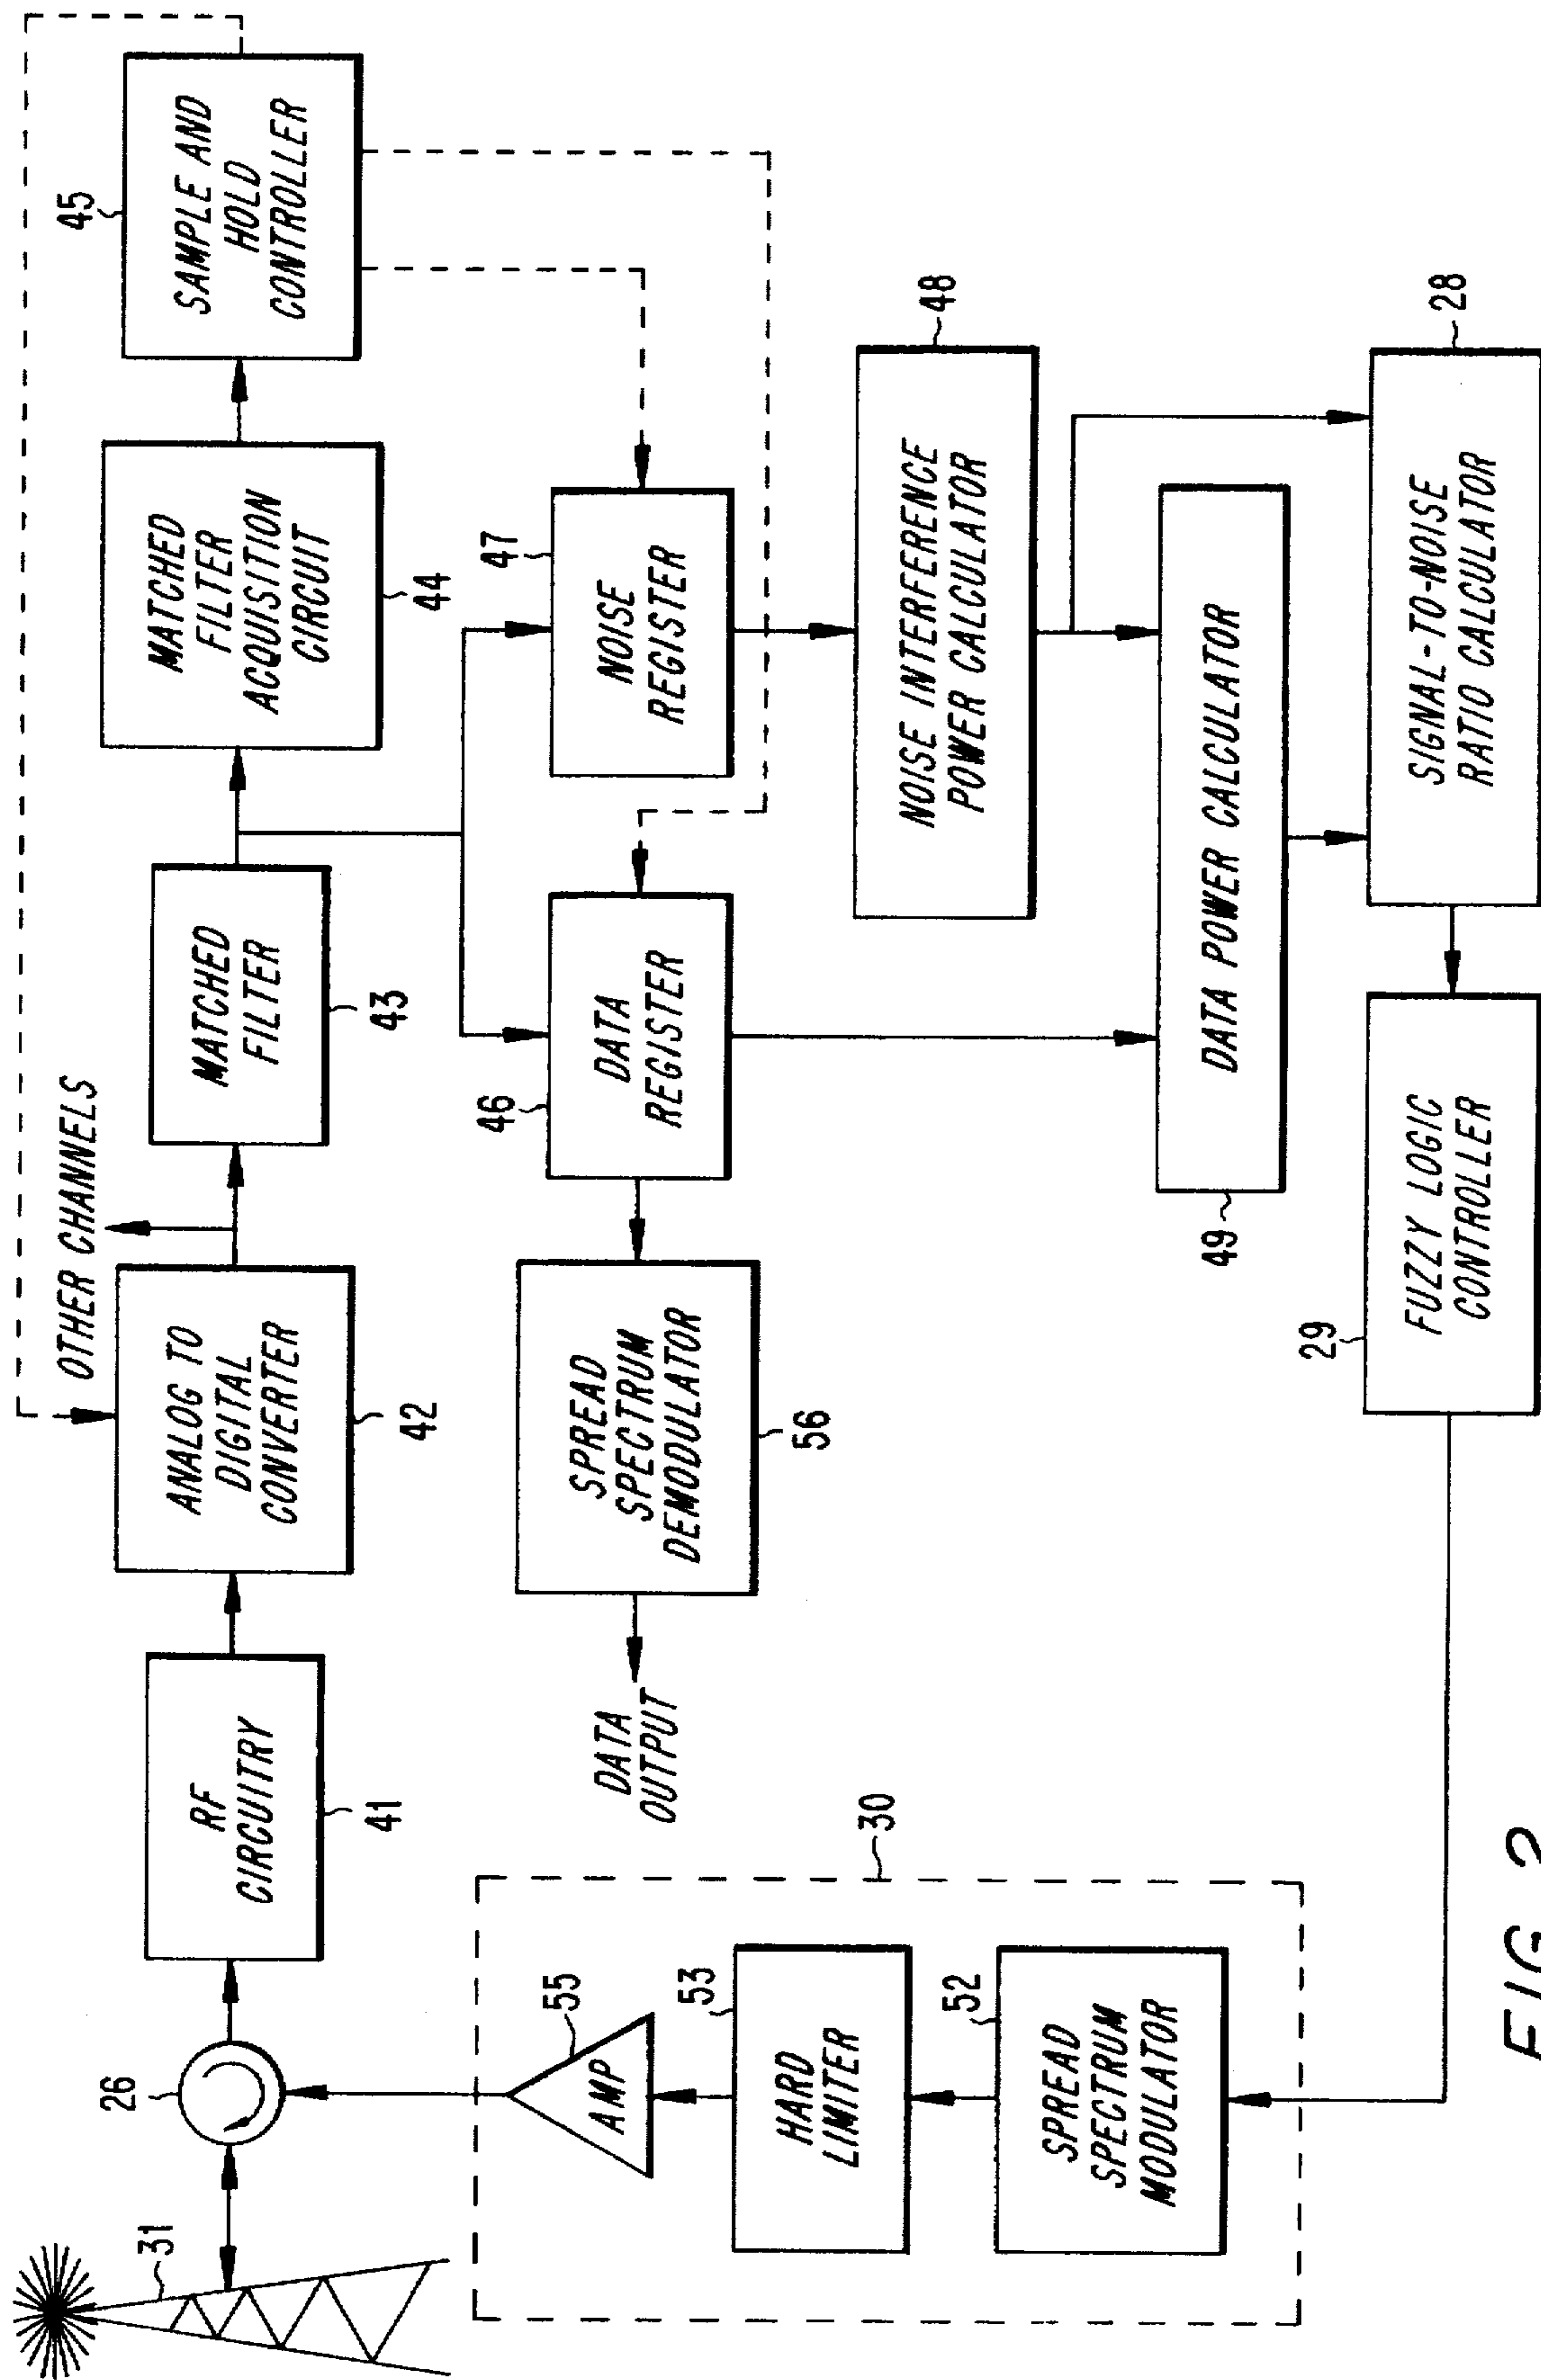 OTHER CHANNELS
31
26
RF
CIRCUITRY
41
ANALOG TO
DIGITAL
CONVERTER
42
MATCHED
FILTER
43
MATCHED
FILTER
ACQUISITION
CIRCUIT
44
45
SAMPLE AND
HOLD
CONTROLLER
DATA
OUTPUT
SPREAD
SPECTRUM
DEMODULATOR
56
46
DATA
REGISTER
47
NOISE
REGISTER
30
55
AMP
53
HARD
LIMITER
52
SPREAD
SPECTRUM
MODULATOR
48
NOISE INTERFERENCE
POWER CALCULATOR
49
DATA POWER CALCULATOR
29
FUZZY LOGIC
CONTROLLER
28
SIGNAL-TO-NOISE
RATIO CALCULATOR
FIG. 2